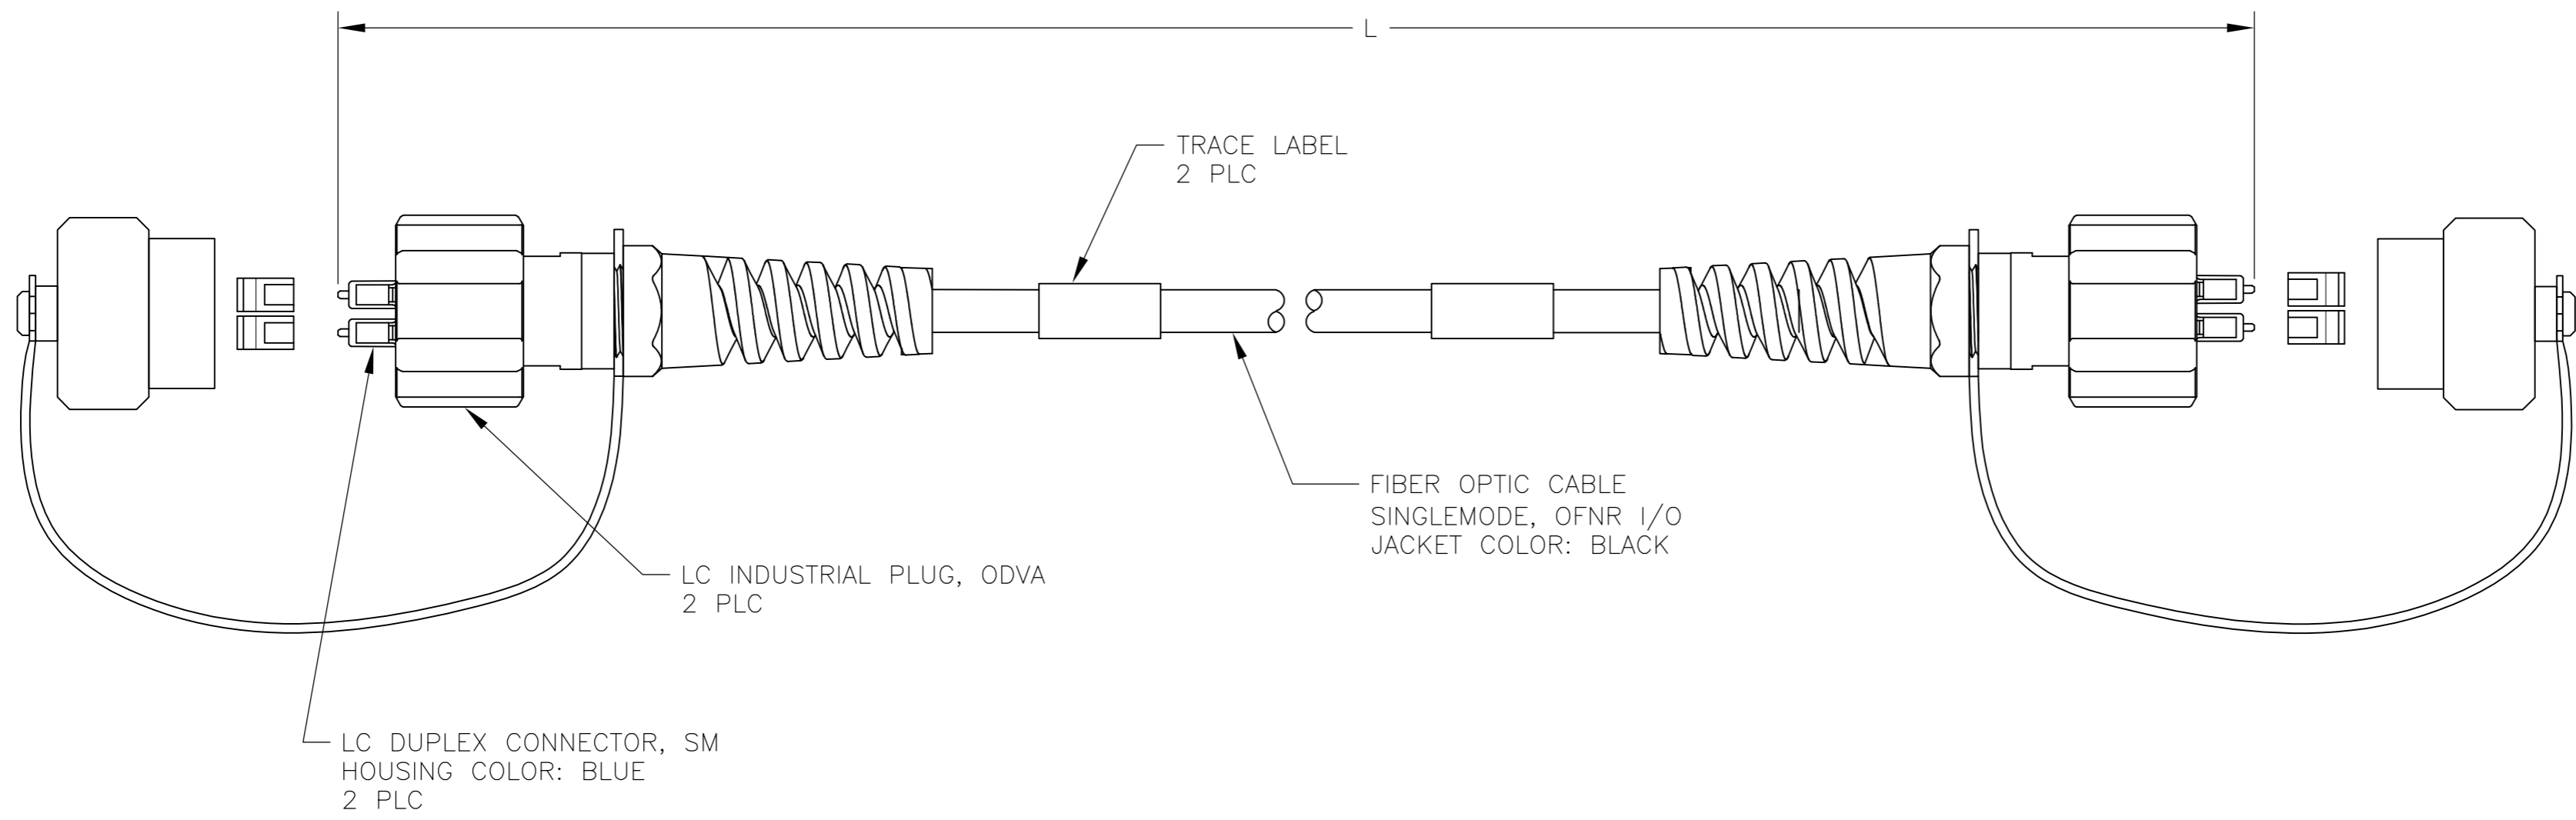 L
TRACE LABEL
2 PLC
FIBER OPTIC CABLE
SINGLEMODE, OFNR I/O
JACKET COLOR: BLACK
LC INDUSTRIAL PLUG, ODVA
2 PLC
LC DUPLEX CONNECTOR, SM
HOUSING COLOR: BLUE
2 PLC